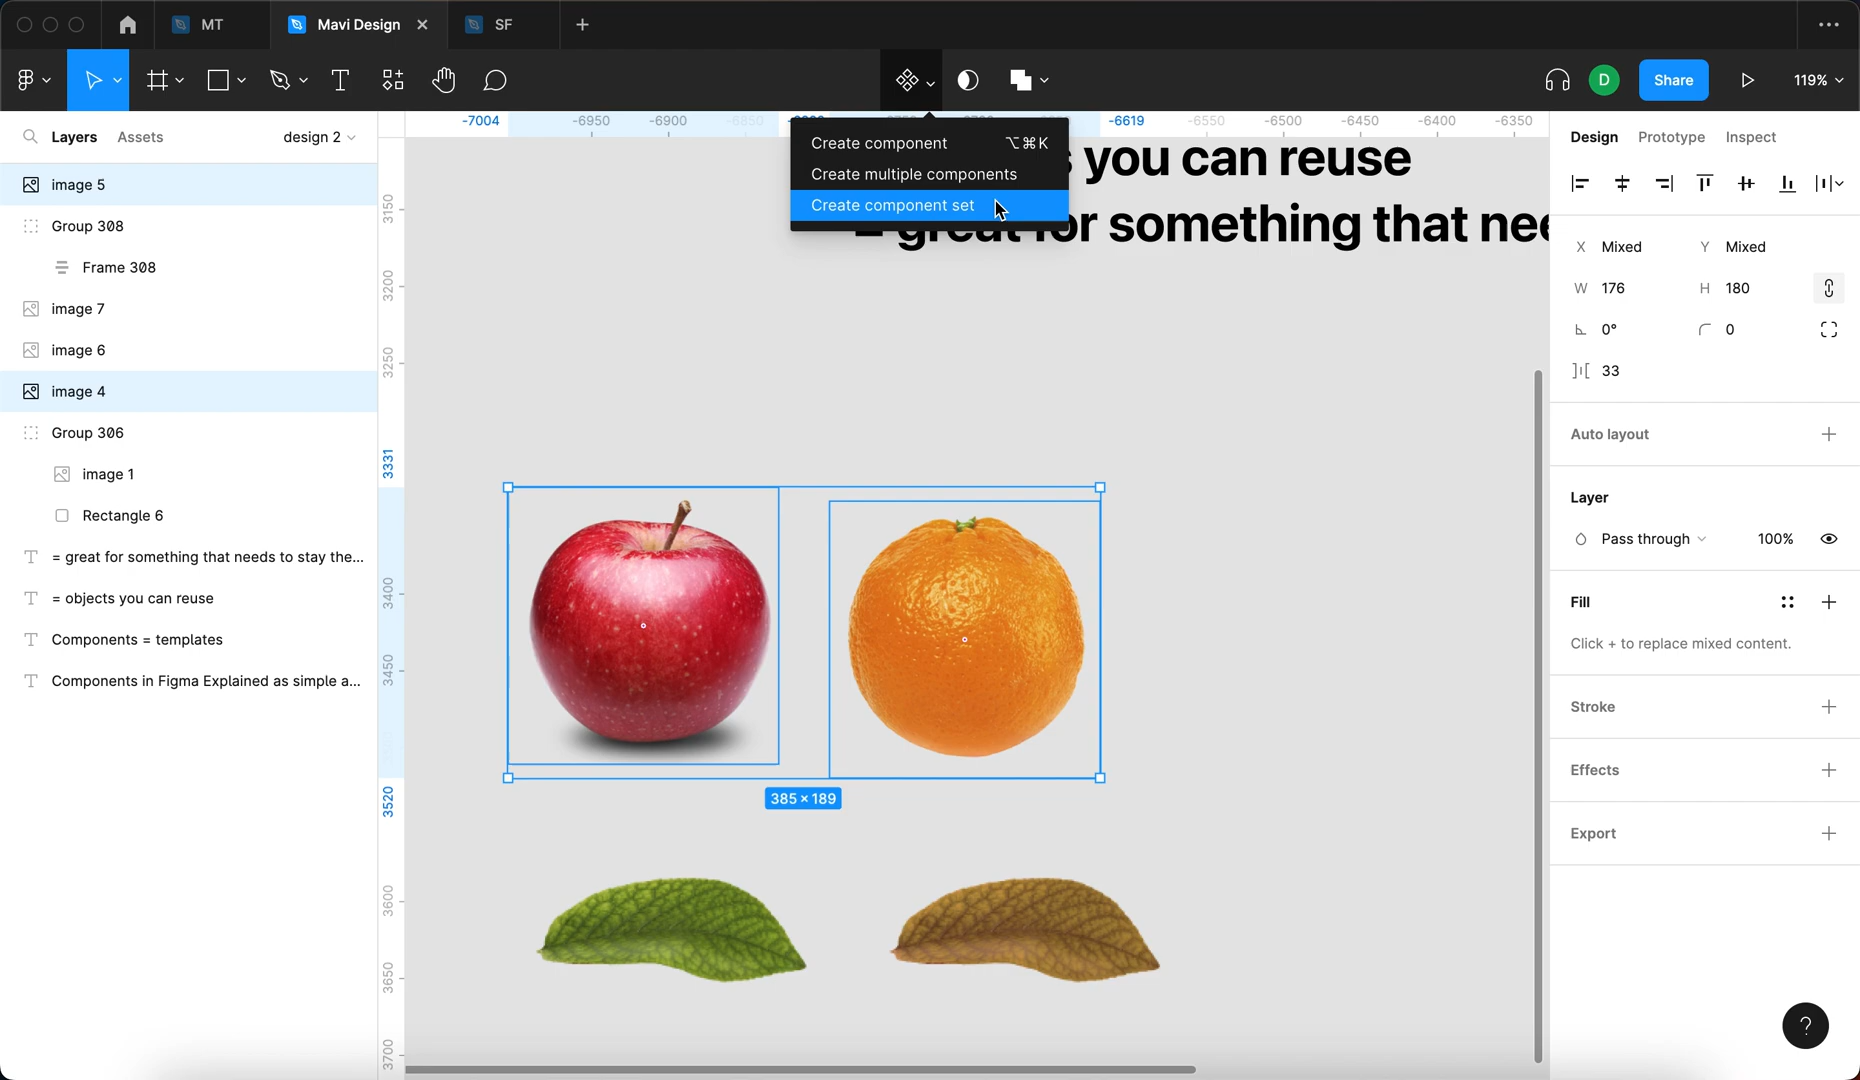 MT
Mavi Design
SF
T
D
Share
119%
Layers
Assets
design 2
-7004
-6950
-6900
-6850
-6619
-6550
-6500
-6450
-6400
-6350
Design
Prototype
Inspect
Create component ⌥⌘K
Create multiple components
Create component set
you can reuse
= great for something that nee
image 5
Group 308
Frame 308
image 7
image 6
image 4
Group 306
image 1
Rectangle 6
T = great for something that needs to stay the...
T = objects you can reuse
T Components = templates
T Components in Figma Explained as simple a...
3150
3200
3250
3331
3400
3450
3520
3600
3650
3700
385 × 189
X Mixed
Y Mixed
W 176
H 180
0°
0
33
Auto layout
Layer
Pass through
100%
Fill
Click + to replace mixed content.
Stroke
Effects
Export
?